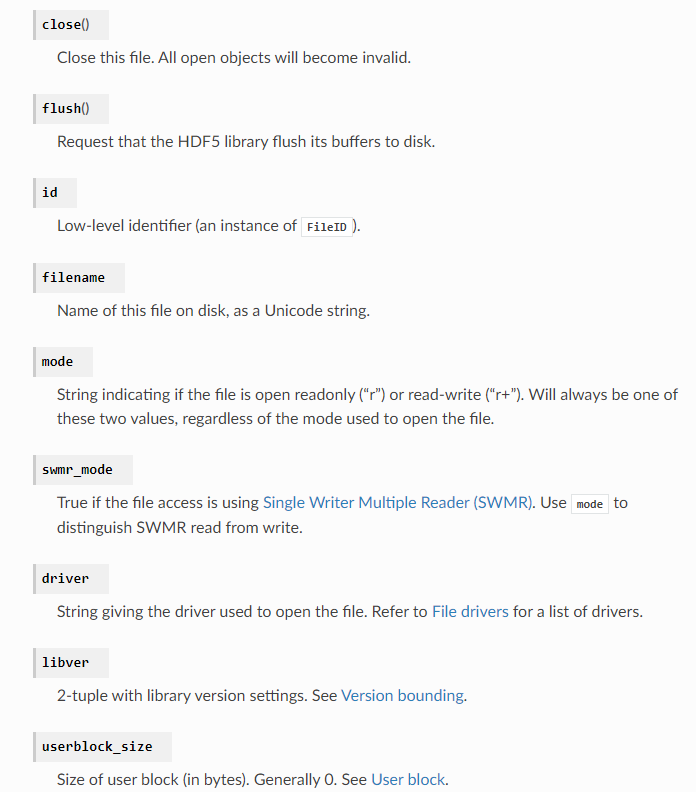 close()
Close this file. All open objects will become invalid.
flush()
Request that the HDF5 library flush its buffers to disk.
id
Low-level identifier (an instance of FileID).
filename
Name of this file on disk, as a Unicode string.
mode
String indicating if the file is open readonly (“r”) or read-write (“r+”). Will always be one of
these two values, regardless of the mode used to open the file.
swmr_mode
True if the file access is using Single Writer Multiple Reader (SWMR). Use mode to
distinguish SWMR read from write.
driver
String giving the driver used to open the file. Refer to File drivers for a list of drivers.
libver
2-tuple with library version settings. See Version bounding.
userblock_size
Size of user block (in bytes). Generally 0. See User block.